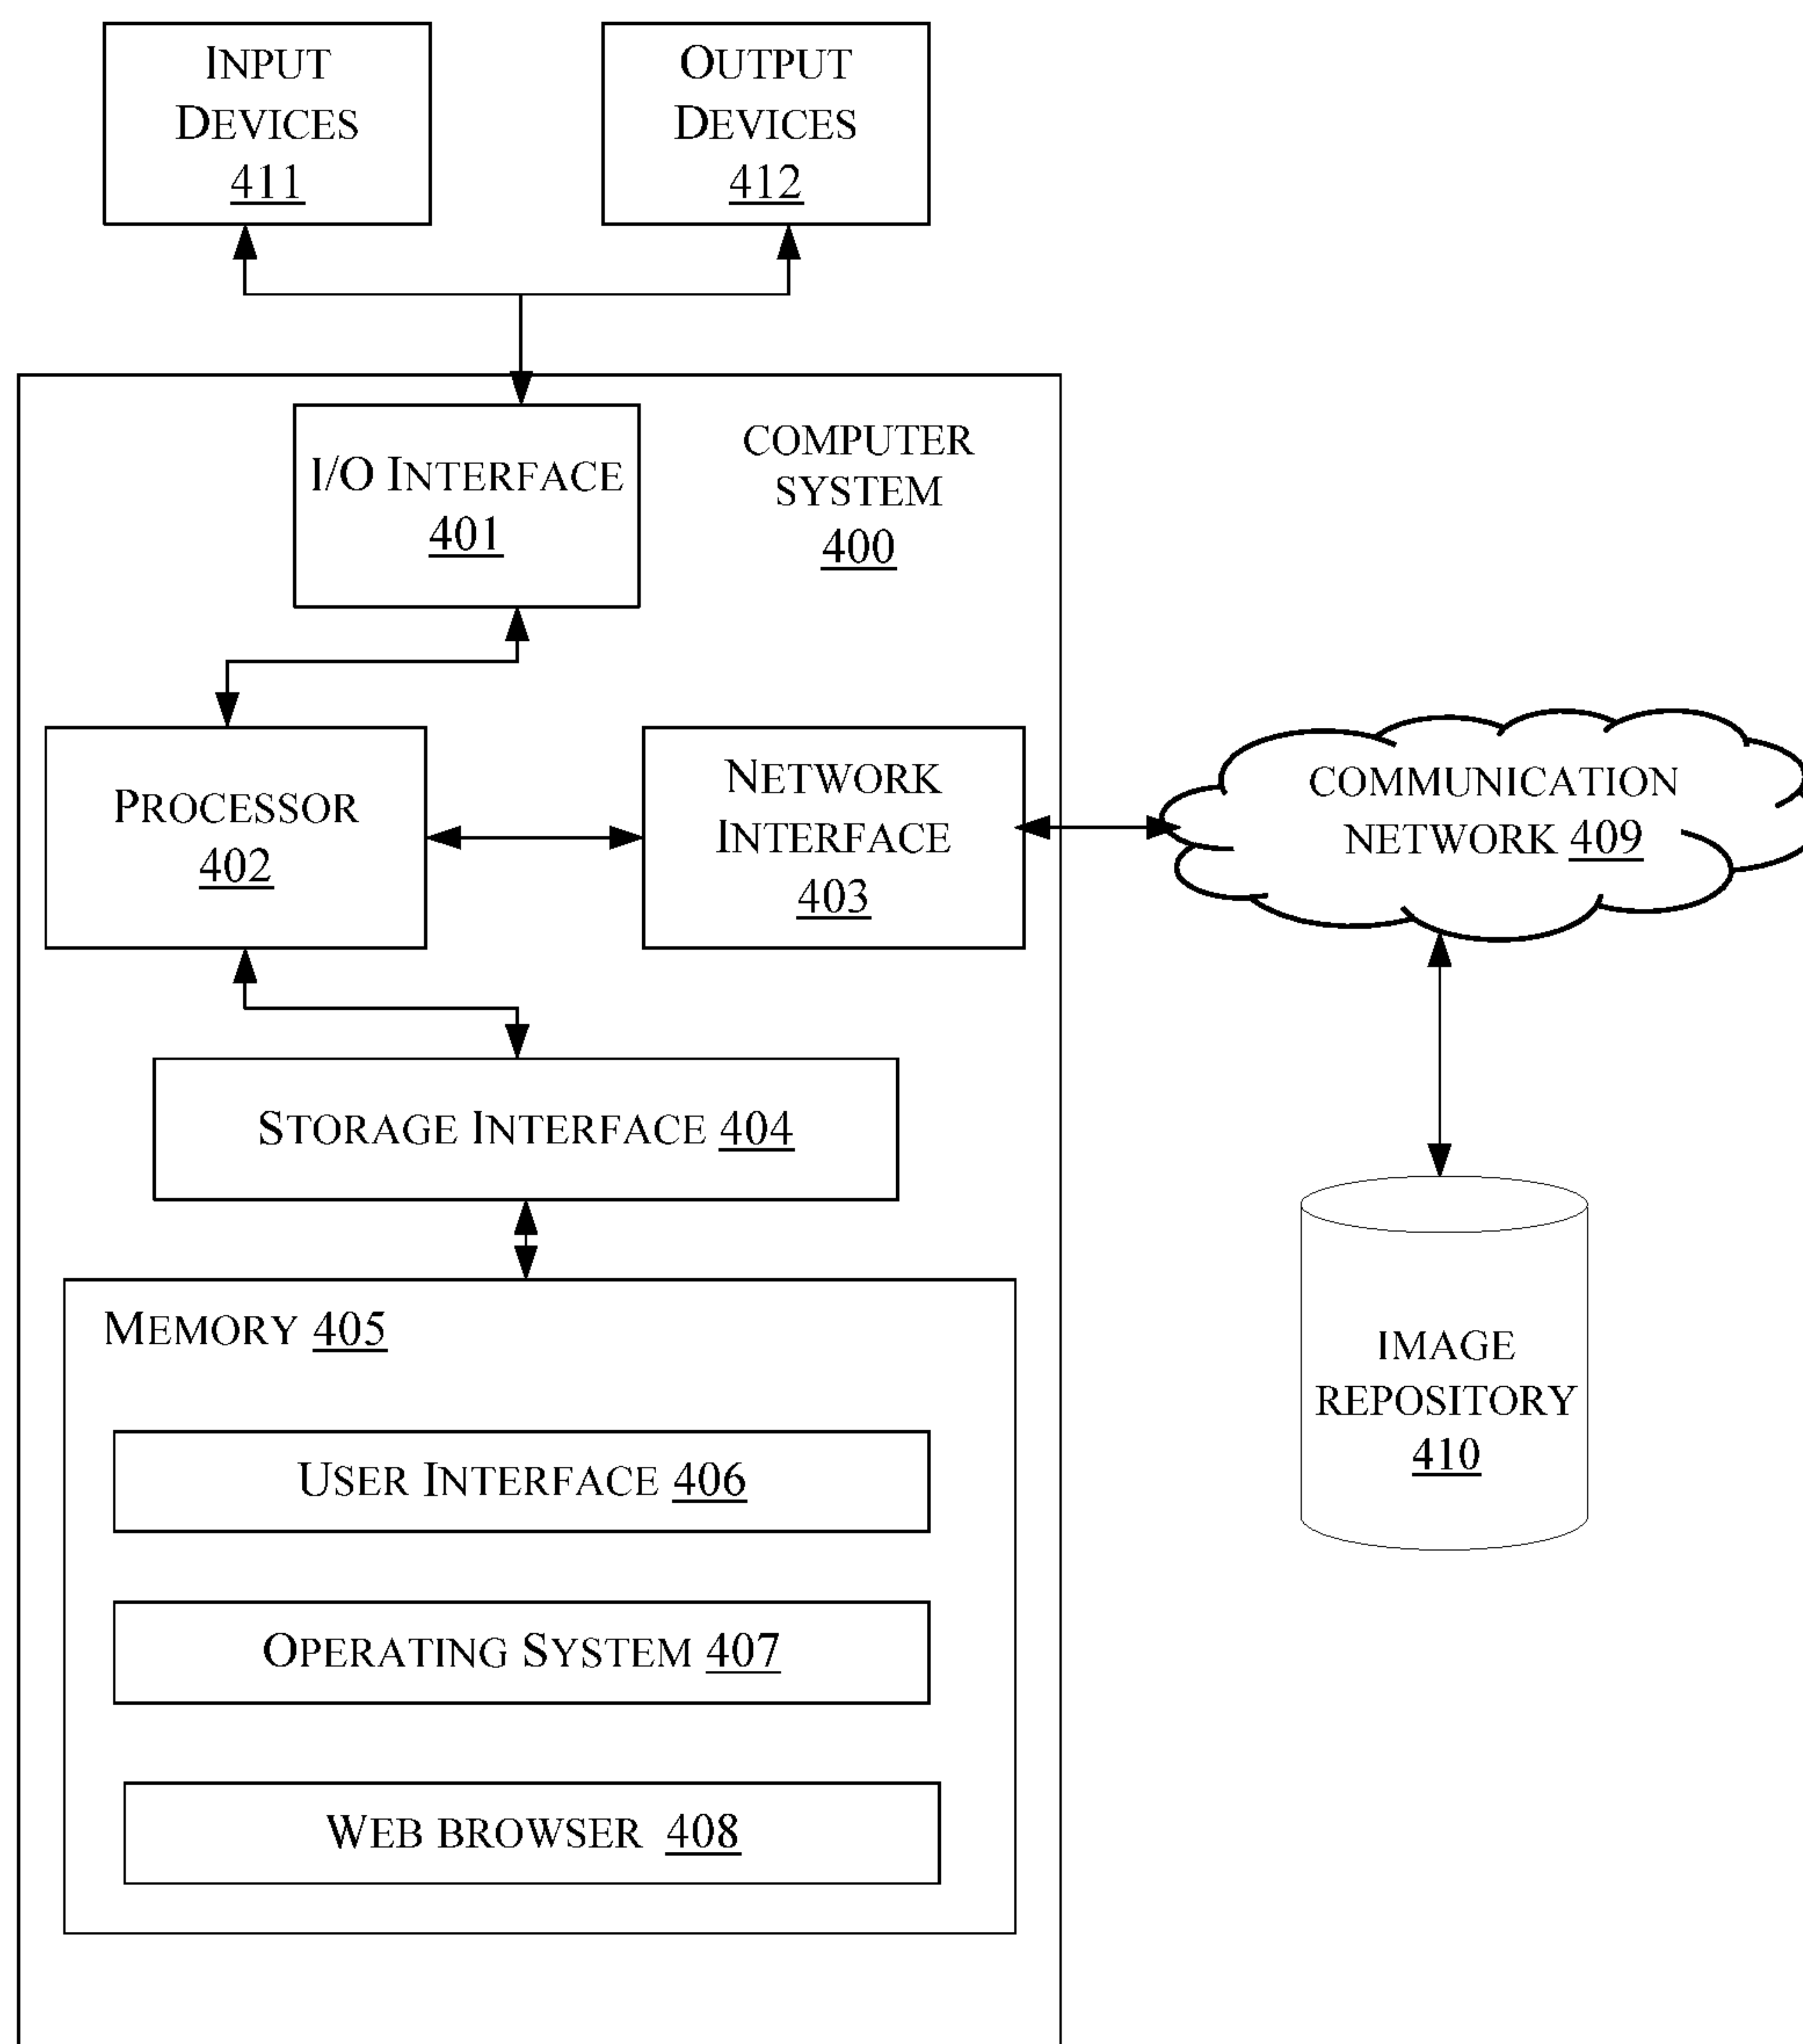 INPUT
DEVICES
411
OUTPUT
DEVICES
412
I/O INTERFACE
401
COMPUTER
SYSTEM
400
PROCESSOR
402
NETWORK
INTERFACE
403
COMMUNICATION
NETWORK 409
STORAGE INTERFACE 404
MEMORY 405
USER INTERFACE 406
OPERATING SYSTEM 407
WEB BROWSER 408
IMAGE
REPOSITORY
410